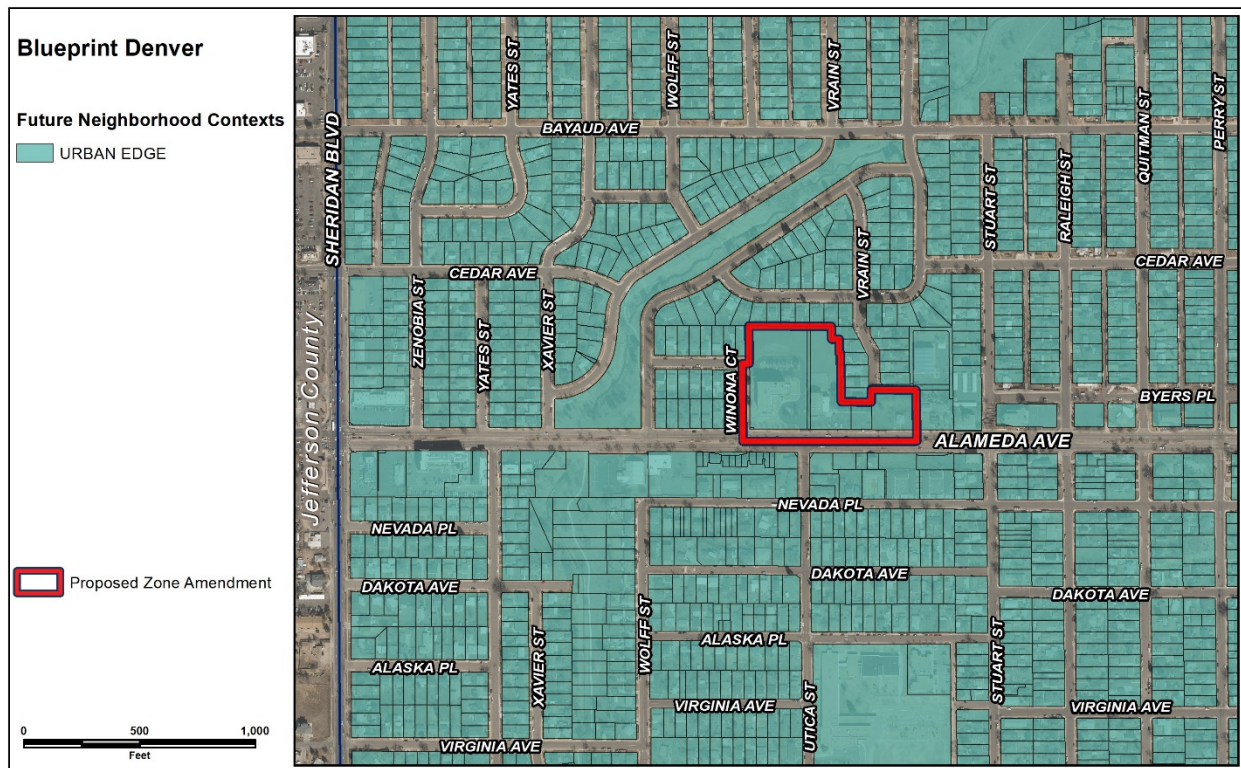 Blueprint Denver
Future Neighborhood Contexts
URBAN EDGE
Proposed Zone Amendment
0 500 1,000
Feet
Jefferson County
SHERIDAN BLVD
YATES ST
WOLFF ST
VRAIN ST
BAYAUD AVE
QUITMAN ST
PERRY ST
STUART ST
RALEIGH ST
CEDAR AVE
VRAIN ST
CEDAR AVE
ZENOBIA ST
YATES ST
XAVIER ST
WINONA CT
BYERS PL
ALAMEDA AVE
NEVADA PL
NEVADA PL
DAKOTA AVE
DAKOTA AVE
DAKOTA AVE
XAVIER ST
WOLFF ST
ALASKA PL
ALASKA PL
STUART ST
UTICA ST
VIRGINIA AVE
VIRGINIA AVE
VIRGINIA AVE